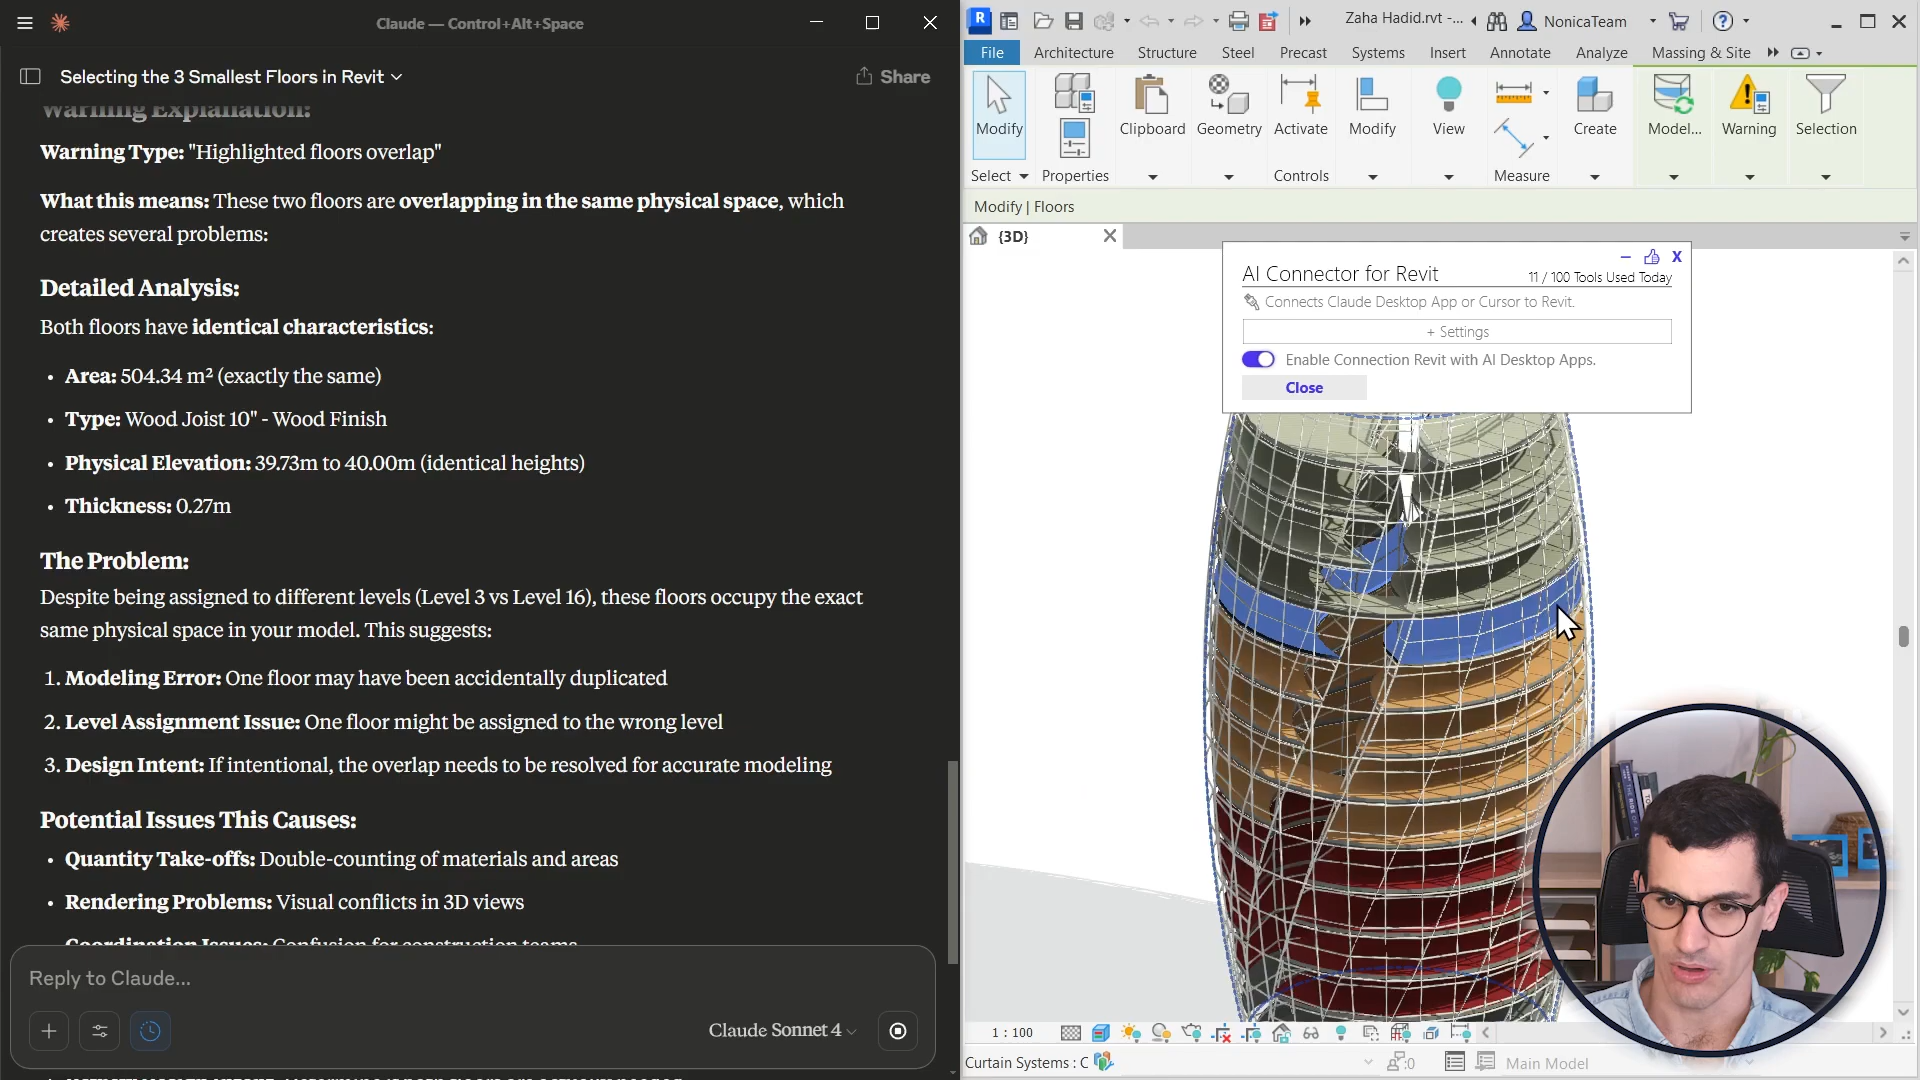 Claude — Control+Alt+Space
Selecting the 3 Smallest Floors in Revit
Share
Warning Explanation:
Warning Type: "Highlighted floors overlap"
What this means: These two floors are overlapping in the same physical space, which
creates several problems:
Detailed Analysis:
Both floors have identical characteristics:
• Area: 504.34 m² (exactly the same)
• Type: Wood Joist 10" - Wood Finish
• Physical Elevation: 39.73m to 40.00m (identical heights)
• Thickness: 0.27m
The Problem:
Despite being assigned to different levels (Level 3 vs Level 16), these floors occupy the exact
same physical space in your model. This suggests:
1. Modeling Error: One floor may have been accidentally duplicated
2. Level Assignment Issue: One floor might be assigned to the wrong level
3. Design Intent: If intentional, the overlap needs to be resolved for accurate modeling
Potential Issues This Causes:
• Quantity Take-offs: Double-counting of materials and areas
• Rendering Problems: Visual conflicts in 3D views
Coordination Issues: Confusion for construction teams
Reply to Claude...
Claude Sonnet 4
R
Zaha Hadid.rvt -...
NonicaTeam
File
Architecture
Structure
Steel
Precast
Systems
Insert
Annotate
Analyze
Massing & Site
Modify
Clipboard
Geometry
Activate
Modify
View
Create
Model...
Warning
Selection
Select
Properties
Controls
Measure
Modify | Floors
{3D}
AI Connector for Revit
11 / 100 Tools Used Today
Connects Claude Desktop App or Cursor to Revit.
+ Settings
Enable Connection Revit with AI Desktop Apps.
Close
1 : 100
Curtain Systems : C
:0
Main Model